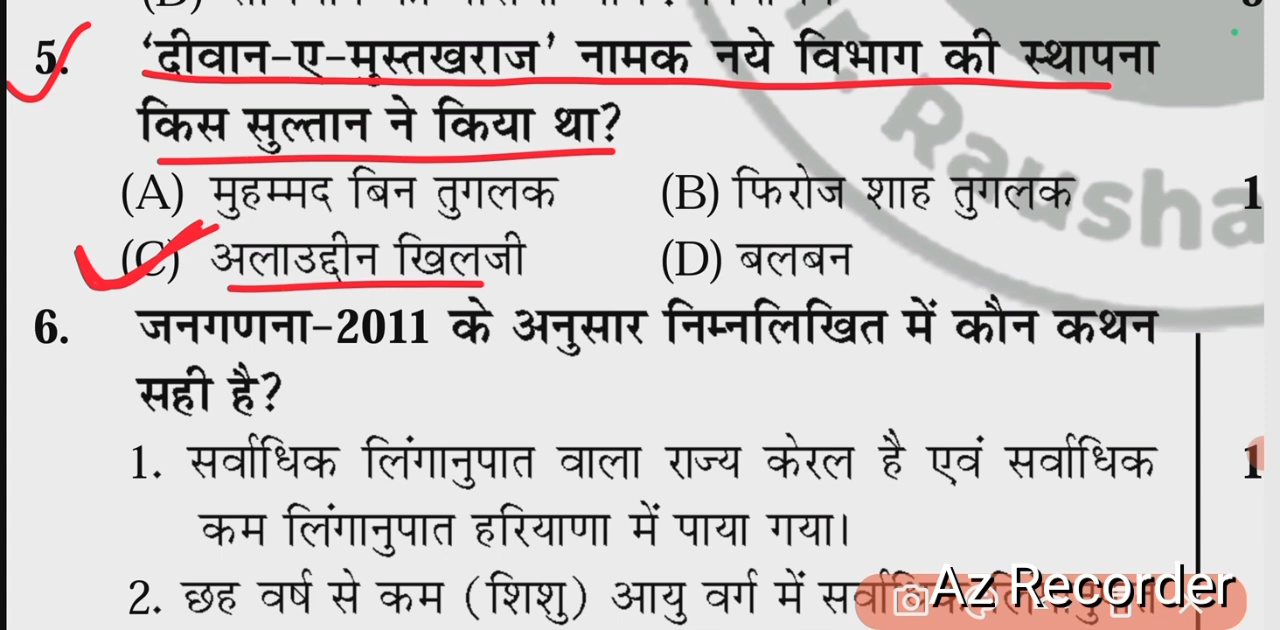 5. ‘दीवान-ए-मुस्तखराज’ नामक नये विभाग की स्थापना
किस सुल्तान ने किया था?
(A) मुहम्मद बिन तुगलक (B) फिरोज शाह तुगलक
(C) अलाउद्दीन खिलजी (D) बलबन
6. जनगणना-2011 के अनुसार निम्नलिखित में कौन कथन
सही है?
1. सर्वाधिक लिंगानुपात वाला राज्य केरल है एवं सर्वाधिक
कम लिंगानुपात हरियाणा में पाया गया।
2. छह वर्ष से कम (शिशु) आयु वर्ग में
Az Recorder
Rausha
1
1